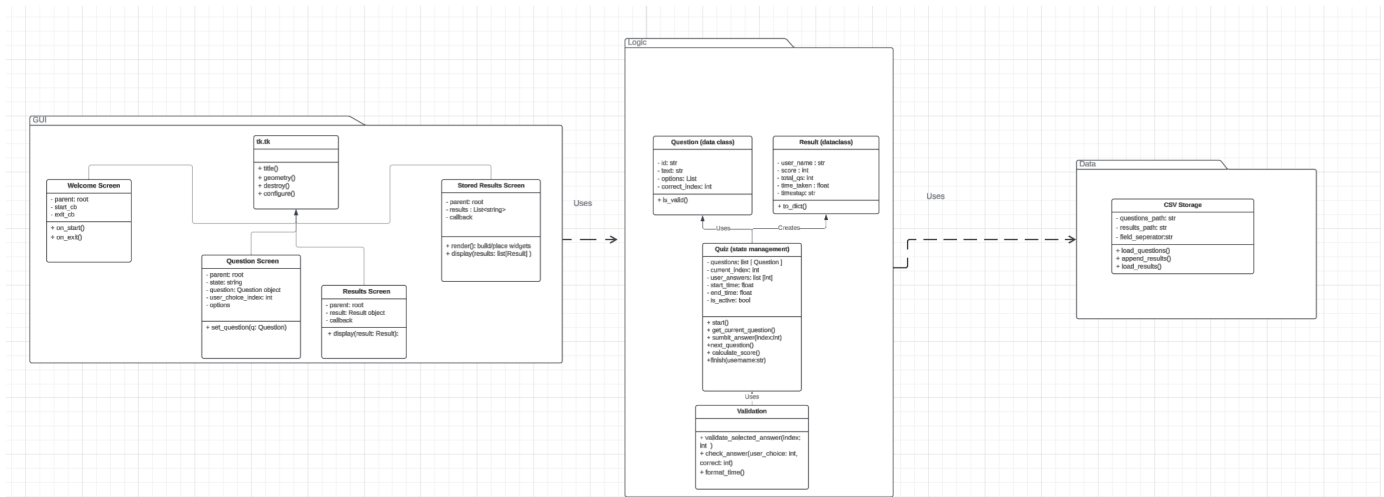 GUI
tk.tk
+ title()
+ geometry()
+ destroy()
+ configure()
Welcome Screen
- parent: root
- start_cb
- exit_cb
+ on_start()
+ on_exit()
Stored Results Screen
- parent: root
- results : List<string>
- callback
+ render(): build/place widgets
+ display(results: list[Result] )
Question Screen
- parent: root
- state: string
- question: Question object
- user_choice_index: int
- options
+ set_question(q: Question)
Results Screen
- parent: root
- result: Result object
- callback
+ display(result: Result):
Uses
Logic
Question (data class)
- id: str
- text: str
- options: List
- correct_index: int
+ is_valid()
Result (dataclass)
- user_name : str
- score : int
- total_qs: int
- time_taken : float
- timestap: str
+ to_dict()
Uses
Creates
Quiz (state management)
- questions: list [ Question ]
- current_index: int
- user_answers: list [int]
- start_time: float
- end_time: float
- is_active: bool
+ start()
+ get_current_question()
+ sumbit_answer(index:int)
+next_question()
+ calculate_score()
+finish(username:str)
Uses
Validation
+ validate_selected_answer(index:
int )
+ check_answer(user_choice: int,
correct: int)
+ format_time()
Uses
Data
CSV Storage
- questions_path: str
- results_path: str
- field_seperator:str
+ load_questions()
+ append_results()
+ load_results()